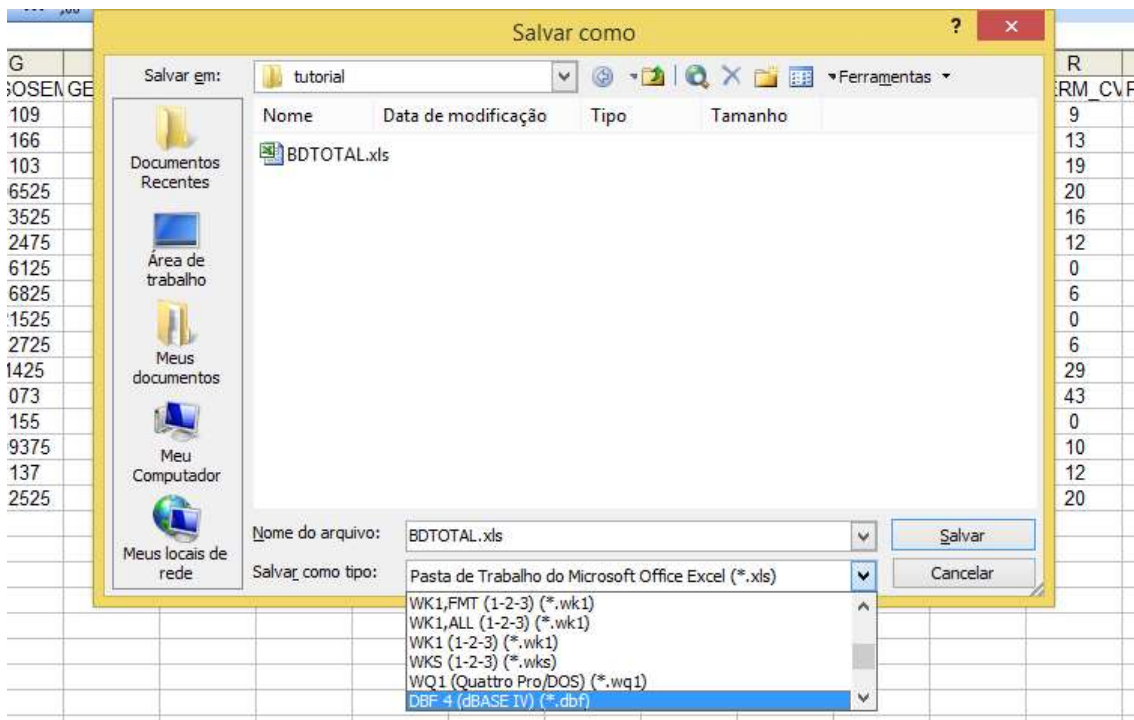 ,00
Salvar como
?
Salvar em:
tutorial
Ferramentas
Nome Data de modificação Tipo Tamanho
BDTOTAL.xls
Documentos
Recentes
Área de
trabalho
Meus
documentos
Meu
Computador
Meus locais de
rede
Nome do arquivo: BDTOTAL.xls Salvar
Salvar como tipo: Pasta de Trabalho do Microsoft Office Excel (*.xls) Cancelar
WK1,FMT (1-2-3) (*.wk1)
WK1,ALL (1-2-3) (*.wk1)
WK1 (1-2-3) (*.wk1)
WKS (1-2-3) (*.wks)
WQ1 (Quattro Pro/DOS) (*.wq1)
DBF 4 (dBASE IV) (*.dbf)
G
GE
109
166
103
6525
3525
2475
6125
6825
1525
2725
1425
073
155
9375
137
2525
R
ERM_CV
9
13
19
20
16
12
0
6
0
6
29
43
0
10
12
20